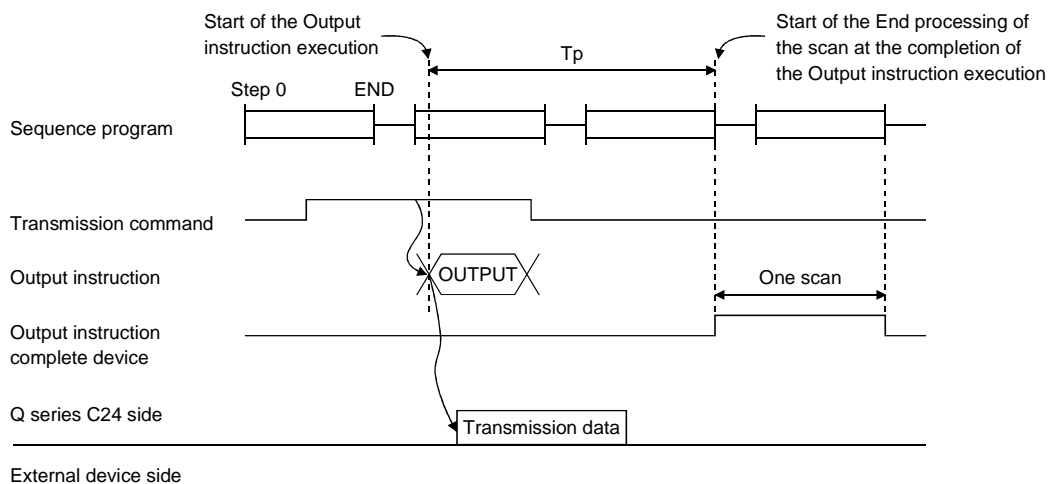 Start of the Output
instruction execution
Start of the End processing of
the scan at the completion of
the Output instruction execution
Tp
Step 0
END
Sequence program
Transmission command
Output instruction
OUTPUT
One scan
Output instruction
complete device
Q series C24 side
Transmission data
External device side